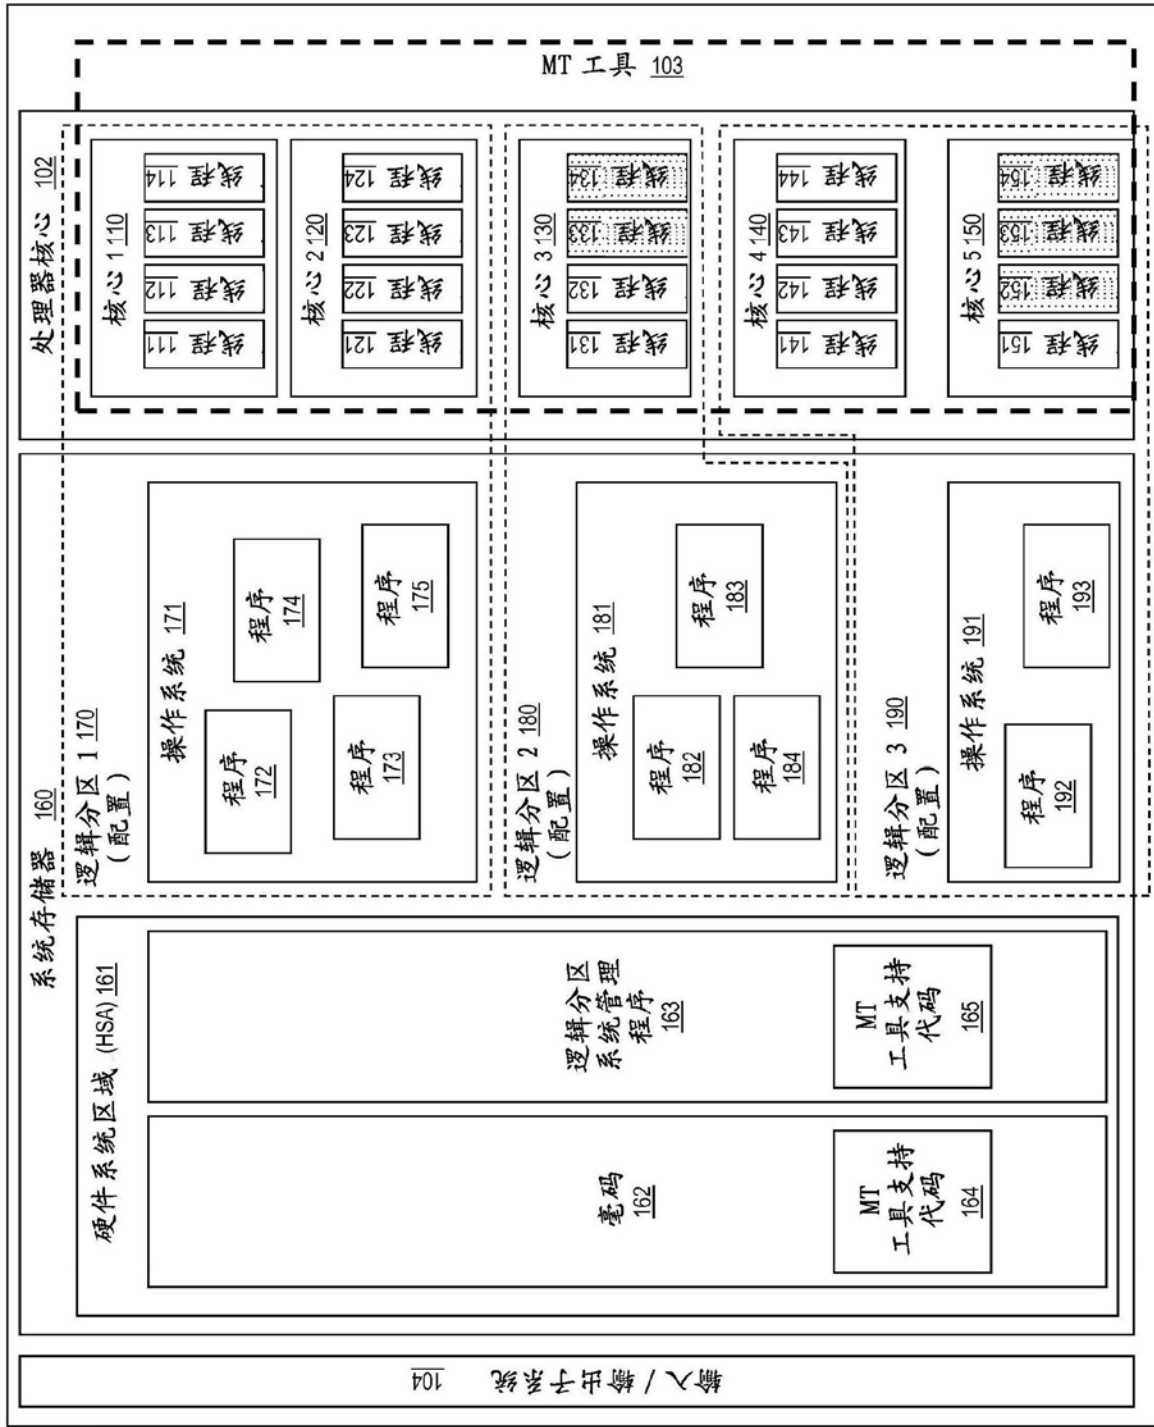 MT 工具 103
处理器核心 102
核心 1 110
线程 111
线程 112
线程 113
线程 114
核心 2 120
线程 121
线程 122
线程 123
线程 124
核心 3 130
线程 131
线程 132
线程 133
线程 134
核心 4 140
线程 141
线程 142
线程 143
线程 144
核心 5 150
线程 151
线程 152
线程 153
线程 154
系统存储器 160
逻辑分区 1 170
(配置)
操作系统 171
程序
172
程序
174
程序
173
程序
175
逻辑分区 2 180
(配置)
操作系统 181
程序
182
程序
183
程序
184
逻辑分区 3 190
(配置)
操作系统 191
程序
192
程序
193
硬件系统区域 (HSA) 161
逻辑分区
系统管理
程序
163
MT
工具支持
代码
165
毫码
162
MT
工具支持
代码
164
输入/输出子系统 104